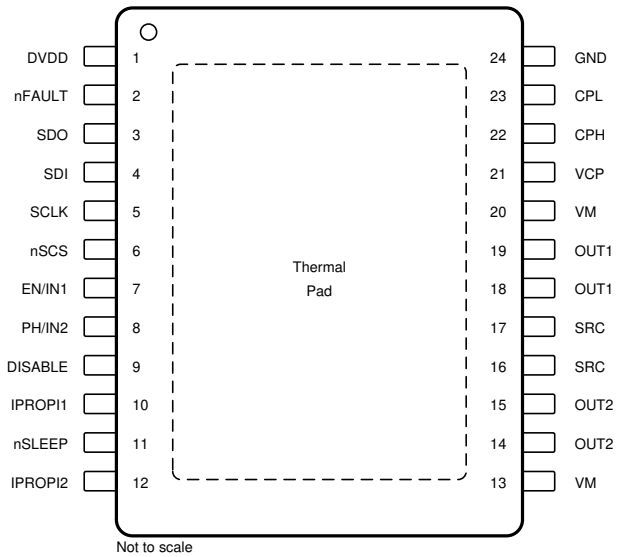 DVDD 1 24 GND
nFAULT 2 23 CPL
SDO 3 22 CPH
SDI 4 21 VCP
SCLK 5 20 VM
nSCS 6 19 OUT1
EN/IN1 7 18 OUT1
PH/IN2 8 17 SRC
DISABLE 9 16 SRC
IPROPI1 10 15 OUT2
nSLEEP 11 14 OUT2
IPROPI2 12 13 VM
Thermal
Pad
Not to scale